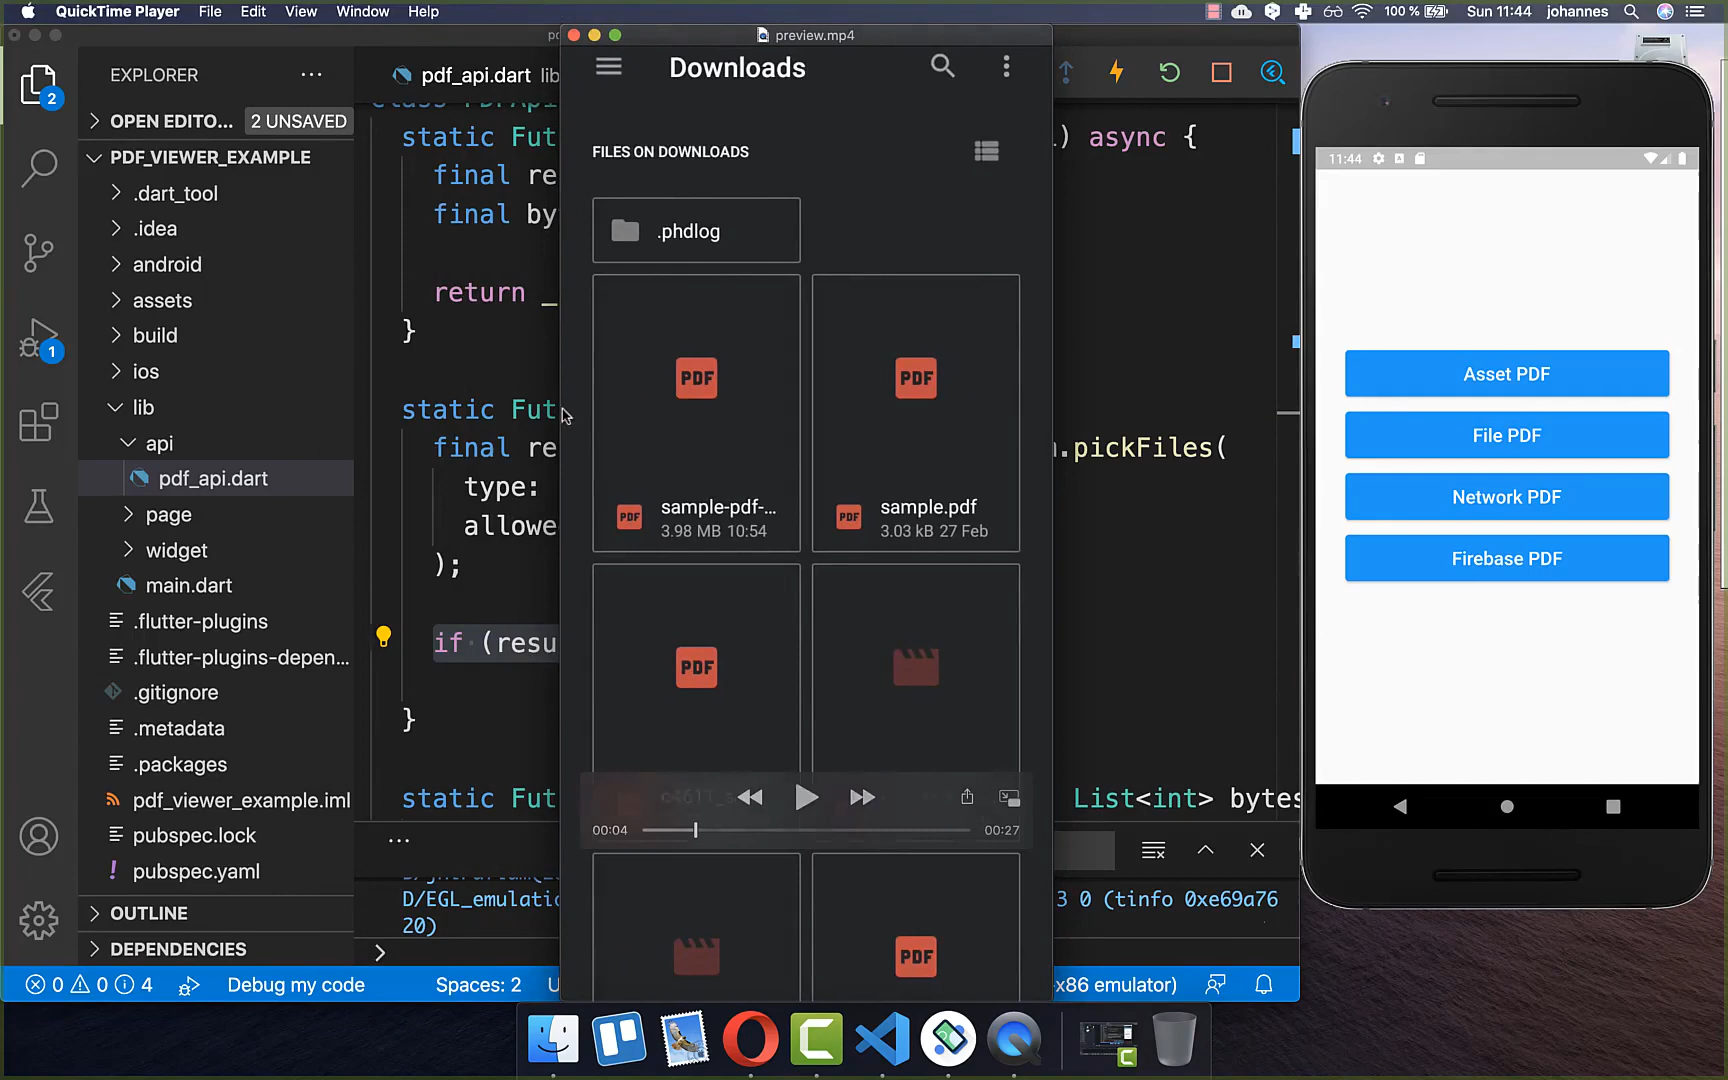 QuickTime Player File Edit View Window Help
100 % Sun 11:44 johannes
EXPLORER
2
OPEN EDITO... 2 UNSAVED
PDF_VIEWER_EXAMPLE
.dart_tool
.idea
android
assets
build
1
ios
lib
api
pdf_api.dart
page
widget
main.dart
.flutter-plugins
.flutter-plugins-depen...
.gitignore
.metadata
.packages
pdf_viewer_example.iml
pubspec.lock
! pubspec.yaml
OUTLINE
DEPENDENCIES
pdf_api.dart lib
static Fut ) async {
final re
final by
return _
}
static Fut
final re .pickFiles(
type:
allowe
);
if (resu
}
static Fut List<int> bytes
D/EGL_emulatio 3 0 (tinfo 0xe69a76
20)
0 0 4 Debug my code Spaces: 2 x86 emulator)
preview.mp4
Downloads
FILES ON DOWNLOADS
.phdlog
PDF
PDF
PDF sample-pdf-...
3.98 MB 10:54
PDF sample.pdf
3.03 kB 27 Feb
PDF
00:04 00:27
PDF
11:44
Asset PDF
File PDF
Network PDF
Firebase PDF